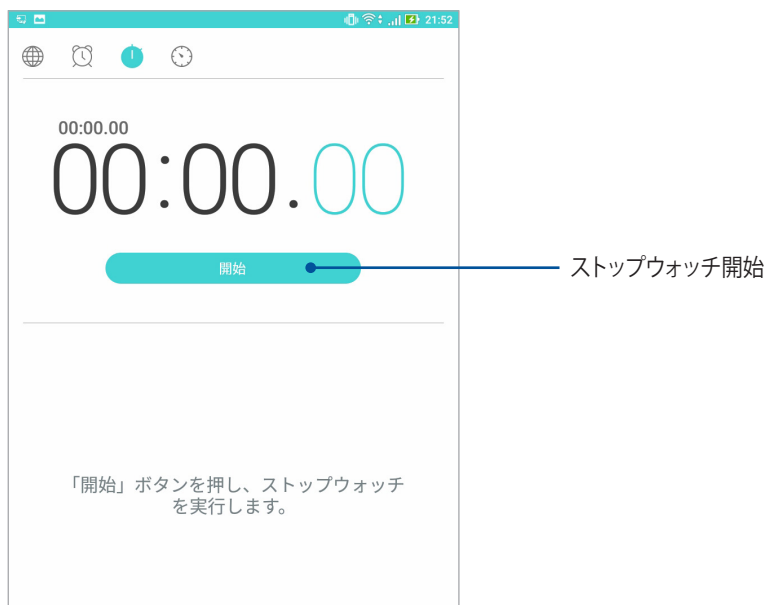 21:52
00:00.00
00:00.00
開始
ストップウォッチ開始
「開始」ボタンを押し、ストップウォッチ
を実行します。